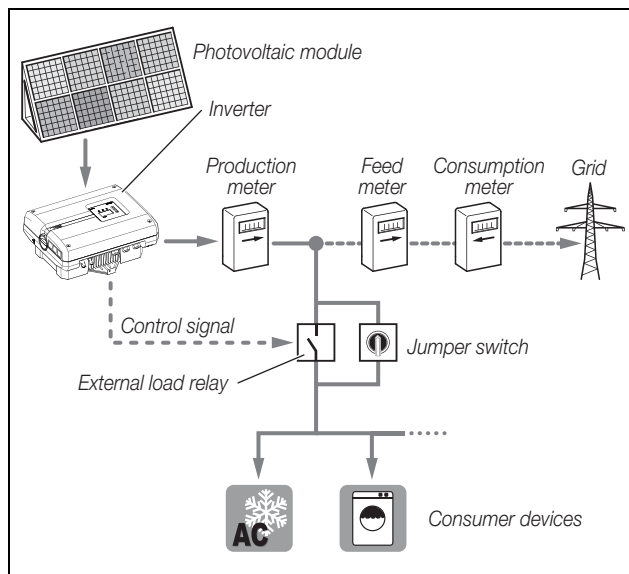 Photovoltaic module
Inverter
Production
meter
Feed
meter
Consumption
meter
Grid
Control signal
Jumper switch
External load relay
AC
Consumer devices